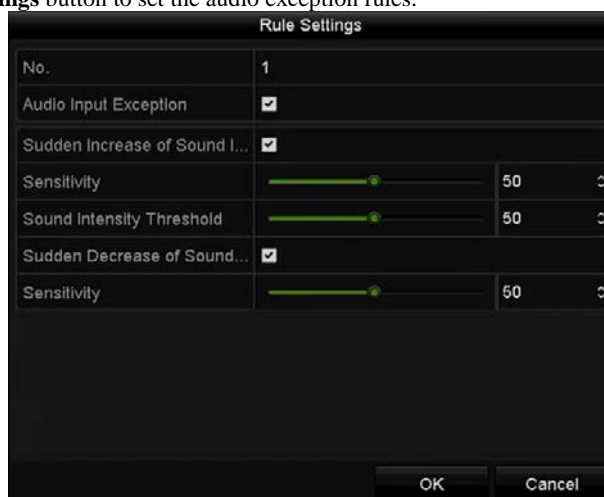 ngs button to set the audio exception rules.
Rule Settings
No. 1
Audio Input Exception
Sudden Increase of Sound I...
Sensitivity 50
Sound Intensity Threshold 50
Sudden Decrease of Sound...
Sensitivity 50
OK Cancel